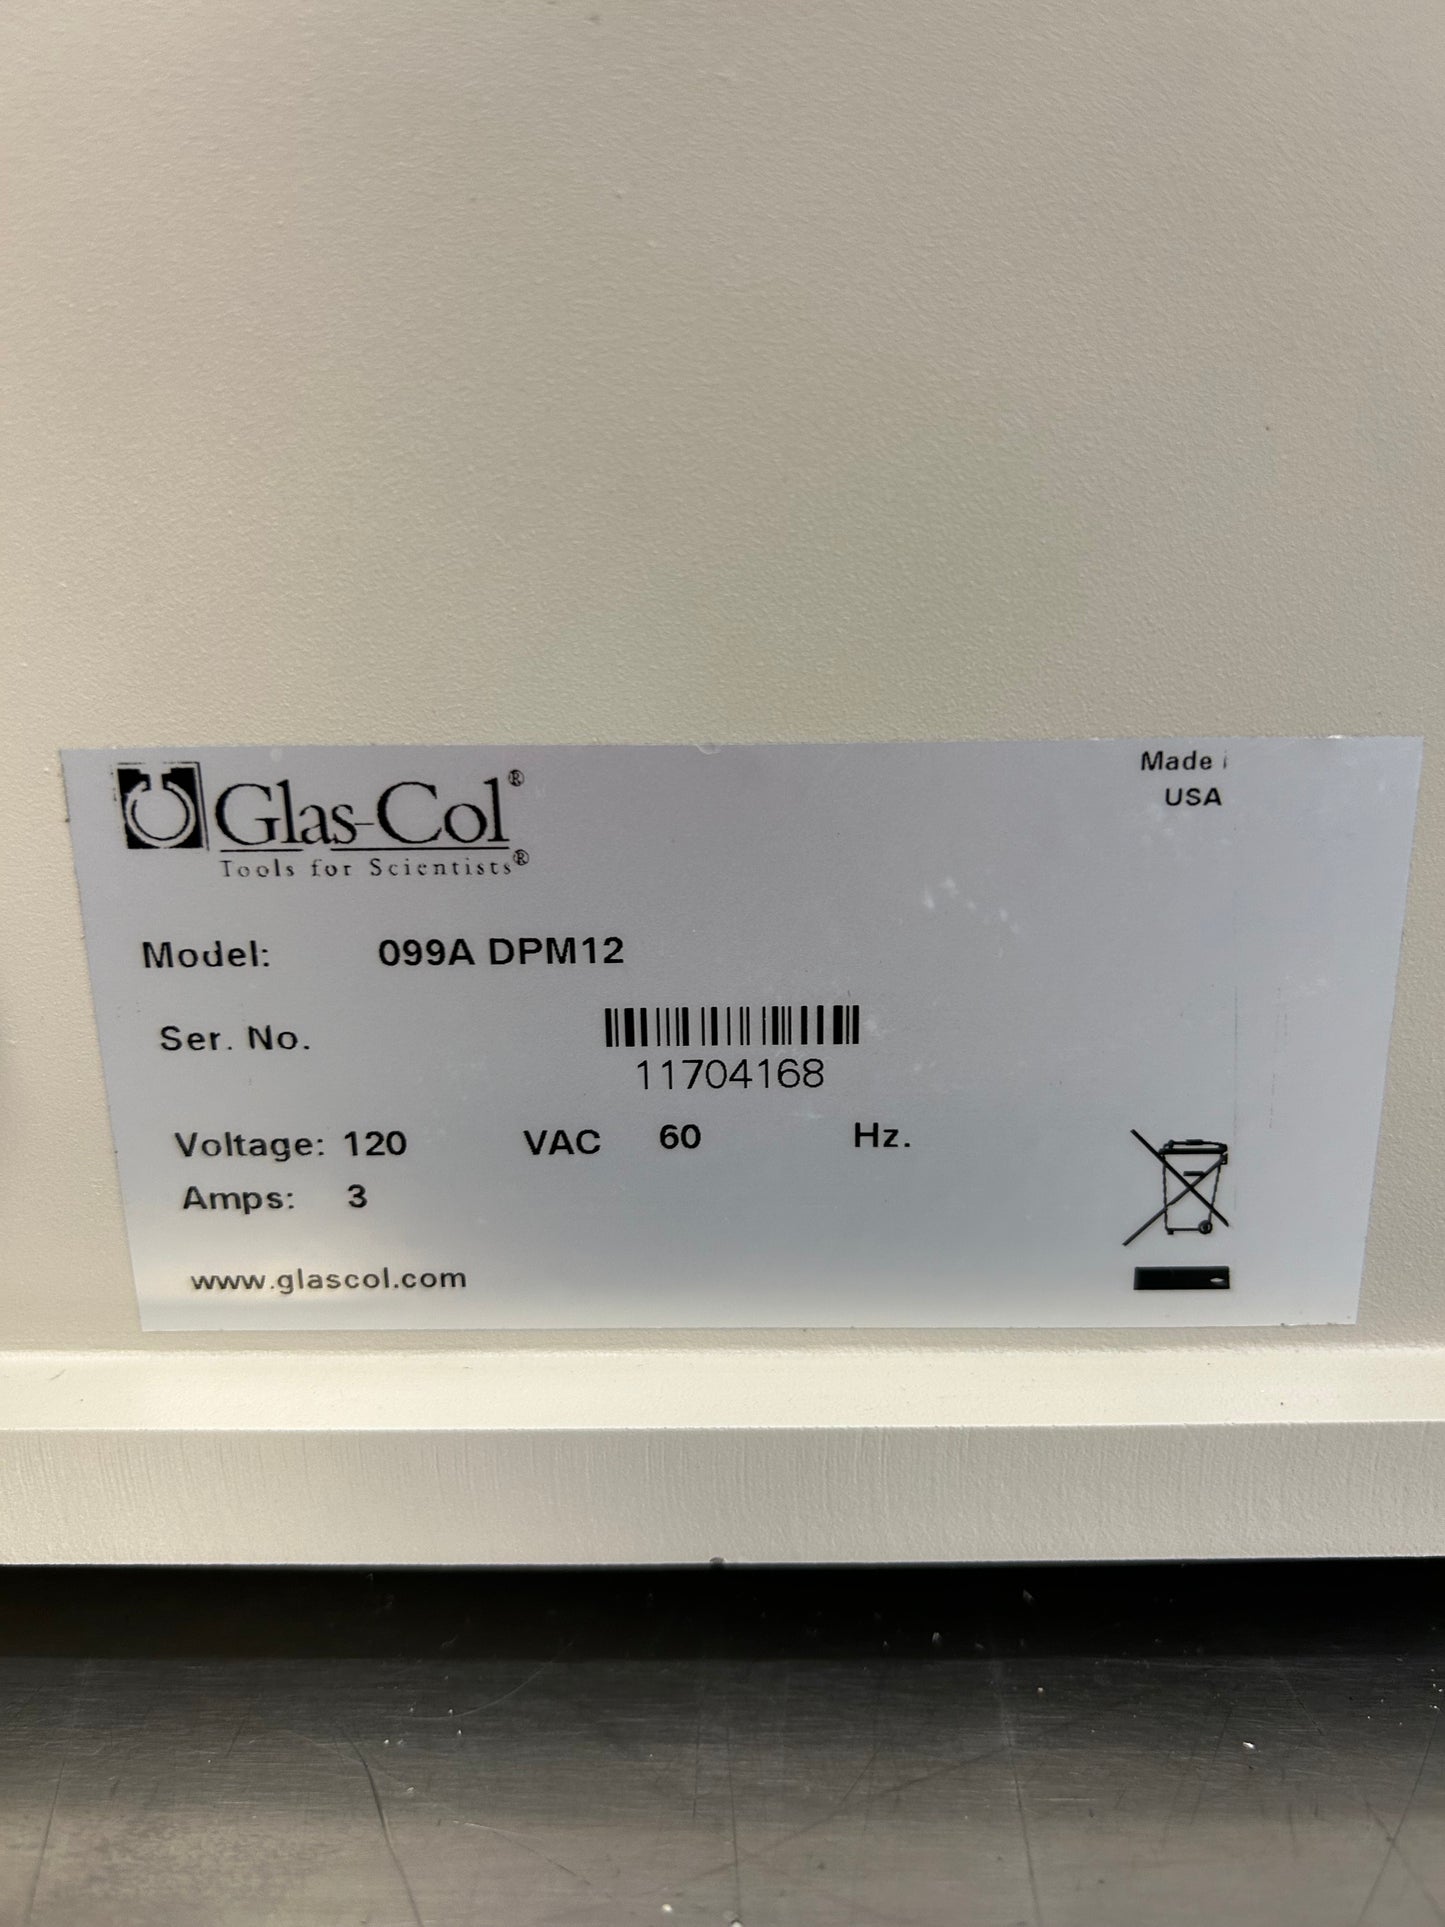 Glas-Col®
Tools for Scientists®
Made
USA
Model: 099A DPM12
Ser. No.
11704168
Voltage: 120 VAC 60 Hz.
Amps: 3
www.glascol.com